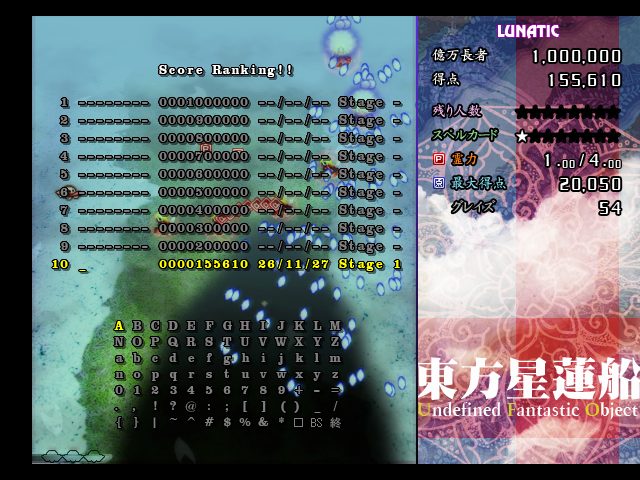 LUNATIC
億万長者 1,000,000
得点 155,610
残り人数
スペルカード
P 霊力 1.00/4.00
最大得点 20,050
グレイズ 54
Score Ranking!!
1 -------- 0001000000 --/--/-- Stage -
2 -------- 0000900000 --/--/-- Stage -
3 -------- 0000800000 --/--/-- Stage -
4 -------- 0000700000 --/--/-- Stage -
5 -------- 0000600000 --/--/-- Stage -
6 -------- 0000500000 --/--/-- Stage -
7 -------- 0000400000 --/--/-- Stage -
8 -------- 0000300000 --/--/-- Stage -
9 -------- 0000200000 --/--/-- Stage -
10 _ 0000155610 26/11/27 Stage 1
A B C D E F G H I J K L M
N O P Q R S T U V W X Y Z
a b c d e f g h i j k l m
n o p q r s t u v w x y z
0 1 2 3 4 5 6 7 8 9 + - =
. , ! ? @ : ; [ ] ( ) _ /
{ } | ~ ^ # $ % & * □ BS 終
東方星蓮船
Undefined Fantastic Object